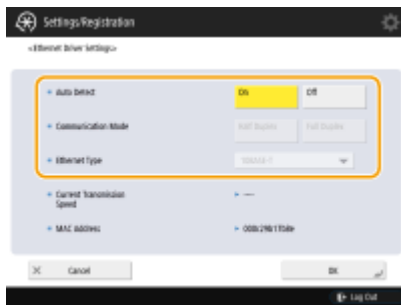 Settings/Registration
<Ethernet Driver Settings>
Auto Detect
On
Off
Communication Mode
Half Duplex
Full Duplex
Ethernet Type
Current Transmission
Speed
----
MAC Address
Cancel
OK
Log Out